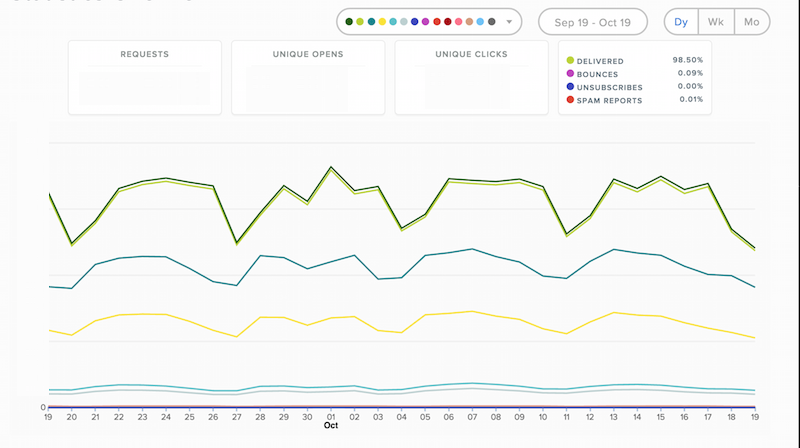 Sep 19 - Oct 19
Dy Wk Mo
REQUESTS
UNIQUE OPENS
UNIQUE CLICKS
DELIVERED 98.50%
BOUNCES 0.09%
UNSUBSCRIBES 0.00%
SPAM REPORTS 0.01%
0
19 20 21 22 23 24 25 26 27 28 29 30 01 02 03 04 05 06 07 08 09 10 11 12 13 14 15 16 17 18 19
Oct